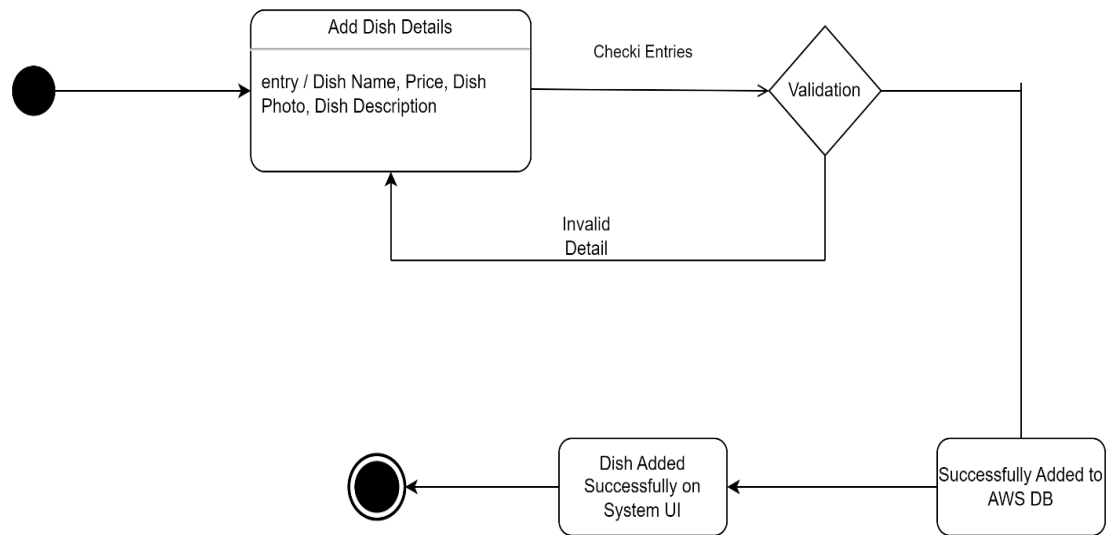 Add Dish Details
entry / Dish Name, Price, Dish
Photo, Dish Description
Checki Entries
Validation
Invalid
Detail
Dish Added
Successfully on
System UI
Successfully Added to
AWS DB